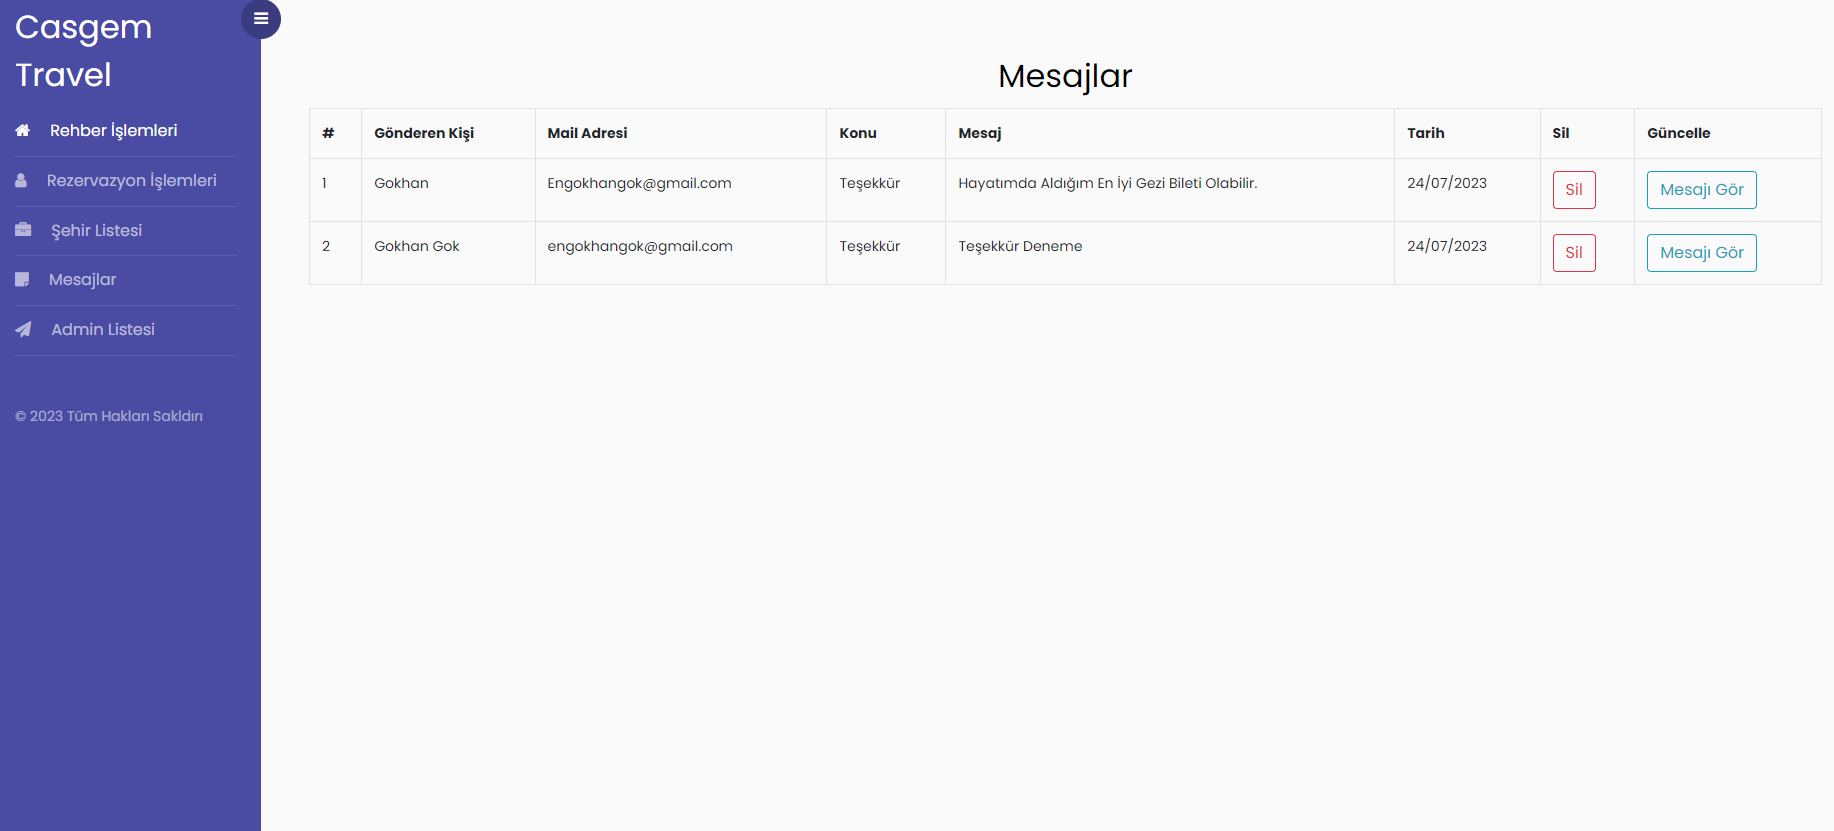 Casgem
Travel
Rehber İşlemleri
Rezervazyon İşlemleri
Şehir Listesi
Mesajlar
Admin Listesi
© 2023 Tüm Hakları Sakldırı
Mesajlar
# Gönderen Kişi Mail Adresi Konu Mesaj Tarih Sil Güncelle
1 Gokhan Engokhangok@gmail.com Teşekkür Hayatımda Aldığım En İyi Gezi Bileti Olabilir. 24/07/2023 Sil Mesajı Gör
2 Gokhan Gok engokhangok@gmail.com Teşekkür Teşekkür Deneme 24/07/2023 Sil Mesajı Gör